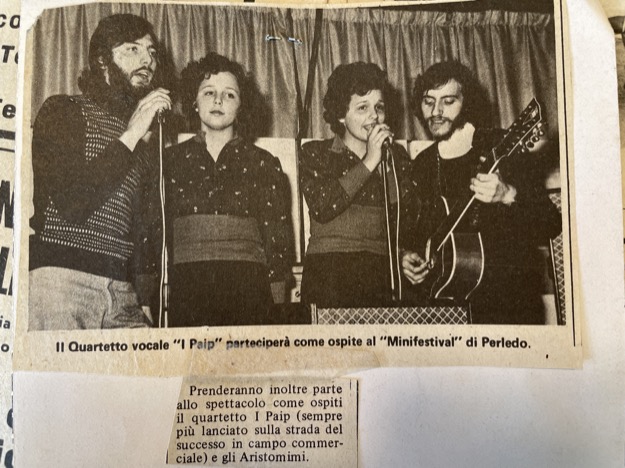 Il Quartetto vocale "I Paip" parteciperà come ospite al "Minifestival" di Perledo.
Prenderanno inoltre parte
allo spettacolo come ospiti
il quartetto I Paip (sempre
più lanciato sulla strada del
successo in campo commer-
ciale) e gli Aristomimi.